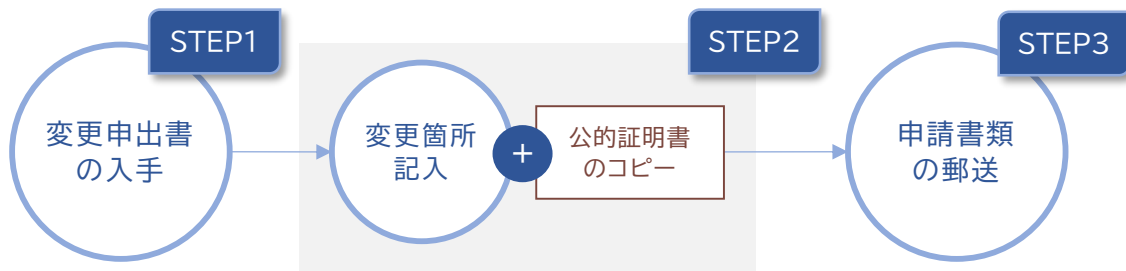 STEP1
変更申出書
の入手
STEP2
変更箇所
記入
+
公的証明書
のコピー
STEP3
申請書類
の郵送